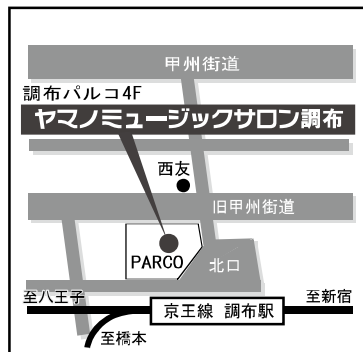 甲州街道
調布パルコ4F
ヤマノミュージックサロン調布
西友
旧甲州街道
PARCO
北口
至八王子
京王線 調布駅
至新宿
至橋本